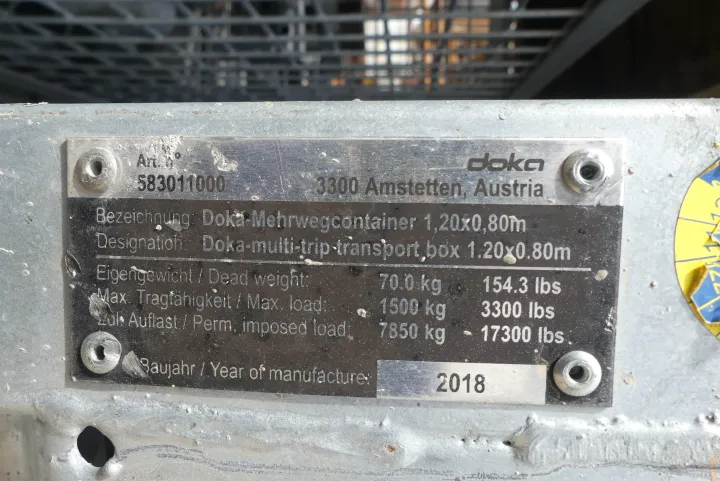 Art. n°
doka
583011000
3300 Amstetten, Austria
Bezeichnung: Doka-Mehrwegcontainer 1,20x0,80m
Designation: Doka-multi-trip-transport box 1.20x0.80m
Eigengewicht / Dead weight: 70.0 kg 154.3 lbs
Max. Tragfähigkeit / Max. load: 1500 kg 3300 lbs
zul. Auflast / Perm. imposed load: 7850 kg 17300 lbs
Baujahr / Year of manufacture: 2018